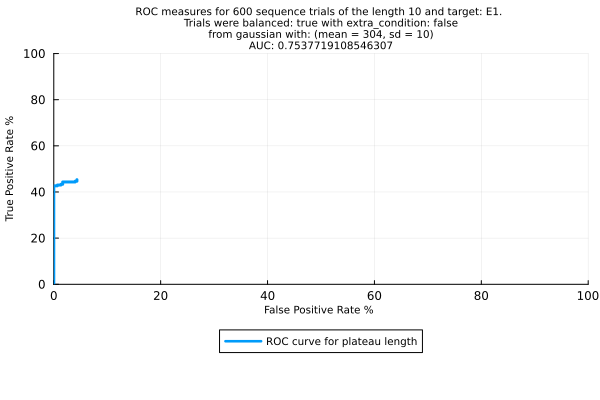 ROC measures for 600 sequence trials of the length 10 and target: E1.
Trials were balanced: true with extra_condition: false
from gaussian with: (mean = 304, sd = 10)
AUC: 0.7537719108546307
True Positive Rate %
100
80
60
40
20
0
0 20 40 60 80 100
False Positive Rate %
ROC curve for plateau length